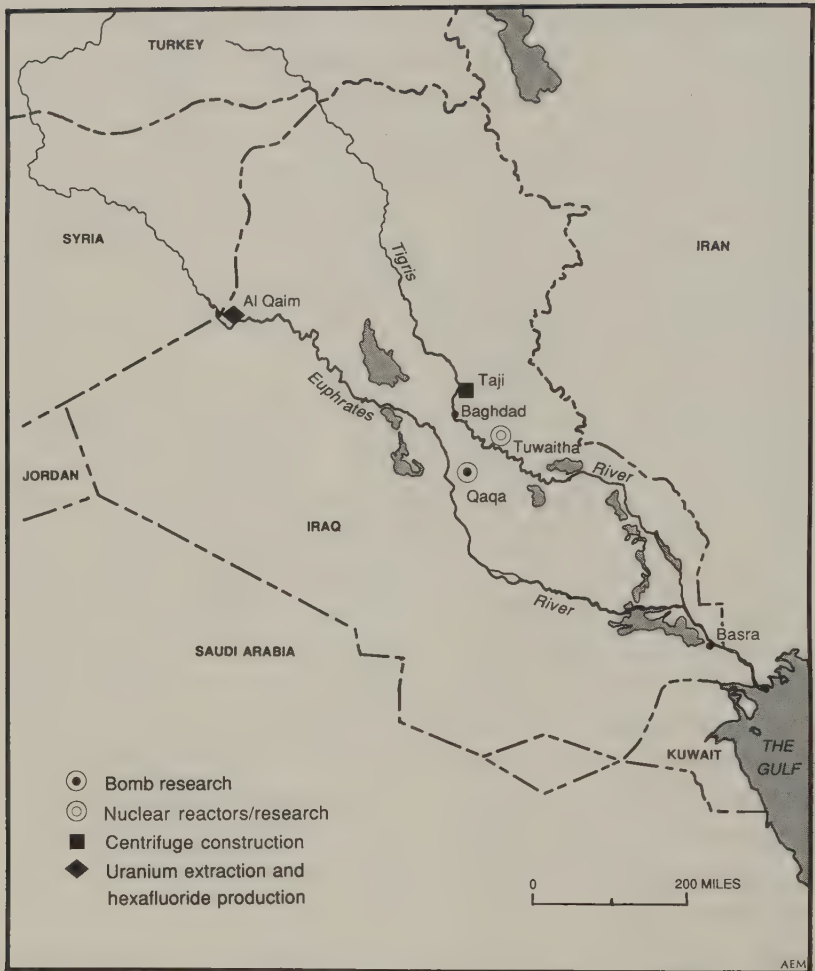 TURKEY
SYRIA
Tigris
IRAN
Al Qaim
Taji
Euphrates
Baghdad
Tuwaitha
River
JORDAN
Qaqa
IRAQ
River
Basra
SAUDI ARABIA
KUWAIT
THE
GULF
Bomb research
Nuclear reactors/research
Centrifuge construction
Uranium extraction and
hexafluoride production
0
200 MILES
AEM